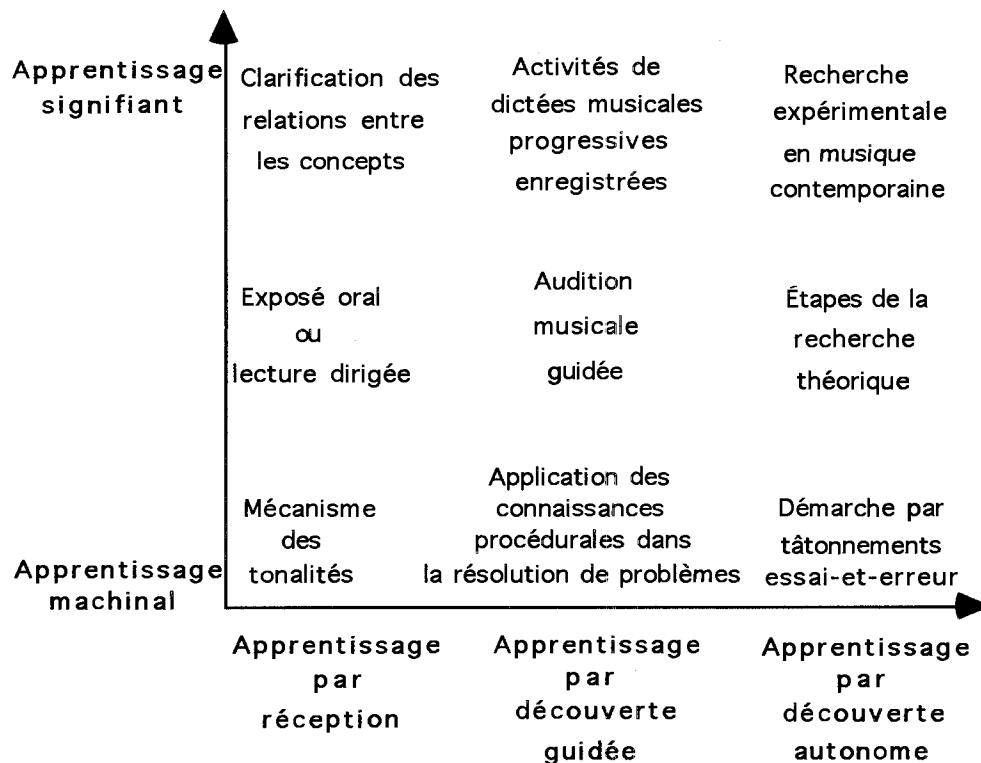 Apprentissage
signifiant
Clarification des
relations entre
les concepts
Activités de
dictées musicales
progressives
enregistrées
Recherche
expérimentale
en musique
contemporaine
Exposé oral
ou
lecture dirigée
Audition
musicale
guidée
Étapes de la
recherche
théorique
Apprentissage
machinal
Mécanisme
des
tonalités
Application des
connaissances
procédurales dans
la résolution de problèmes
Démarche par
tâtonnements
essai-et-erreur
Apprentissage
par
réception
Apprentissage
par
découverte
guidée
Apprentissage
par
découverte
autonome